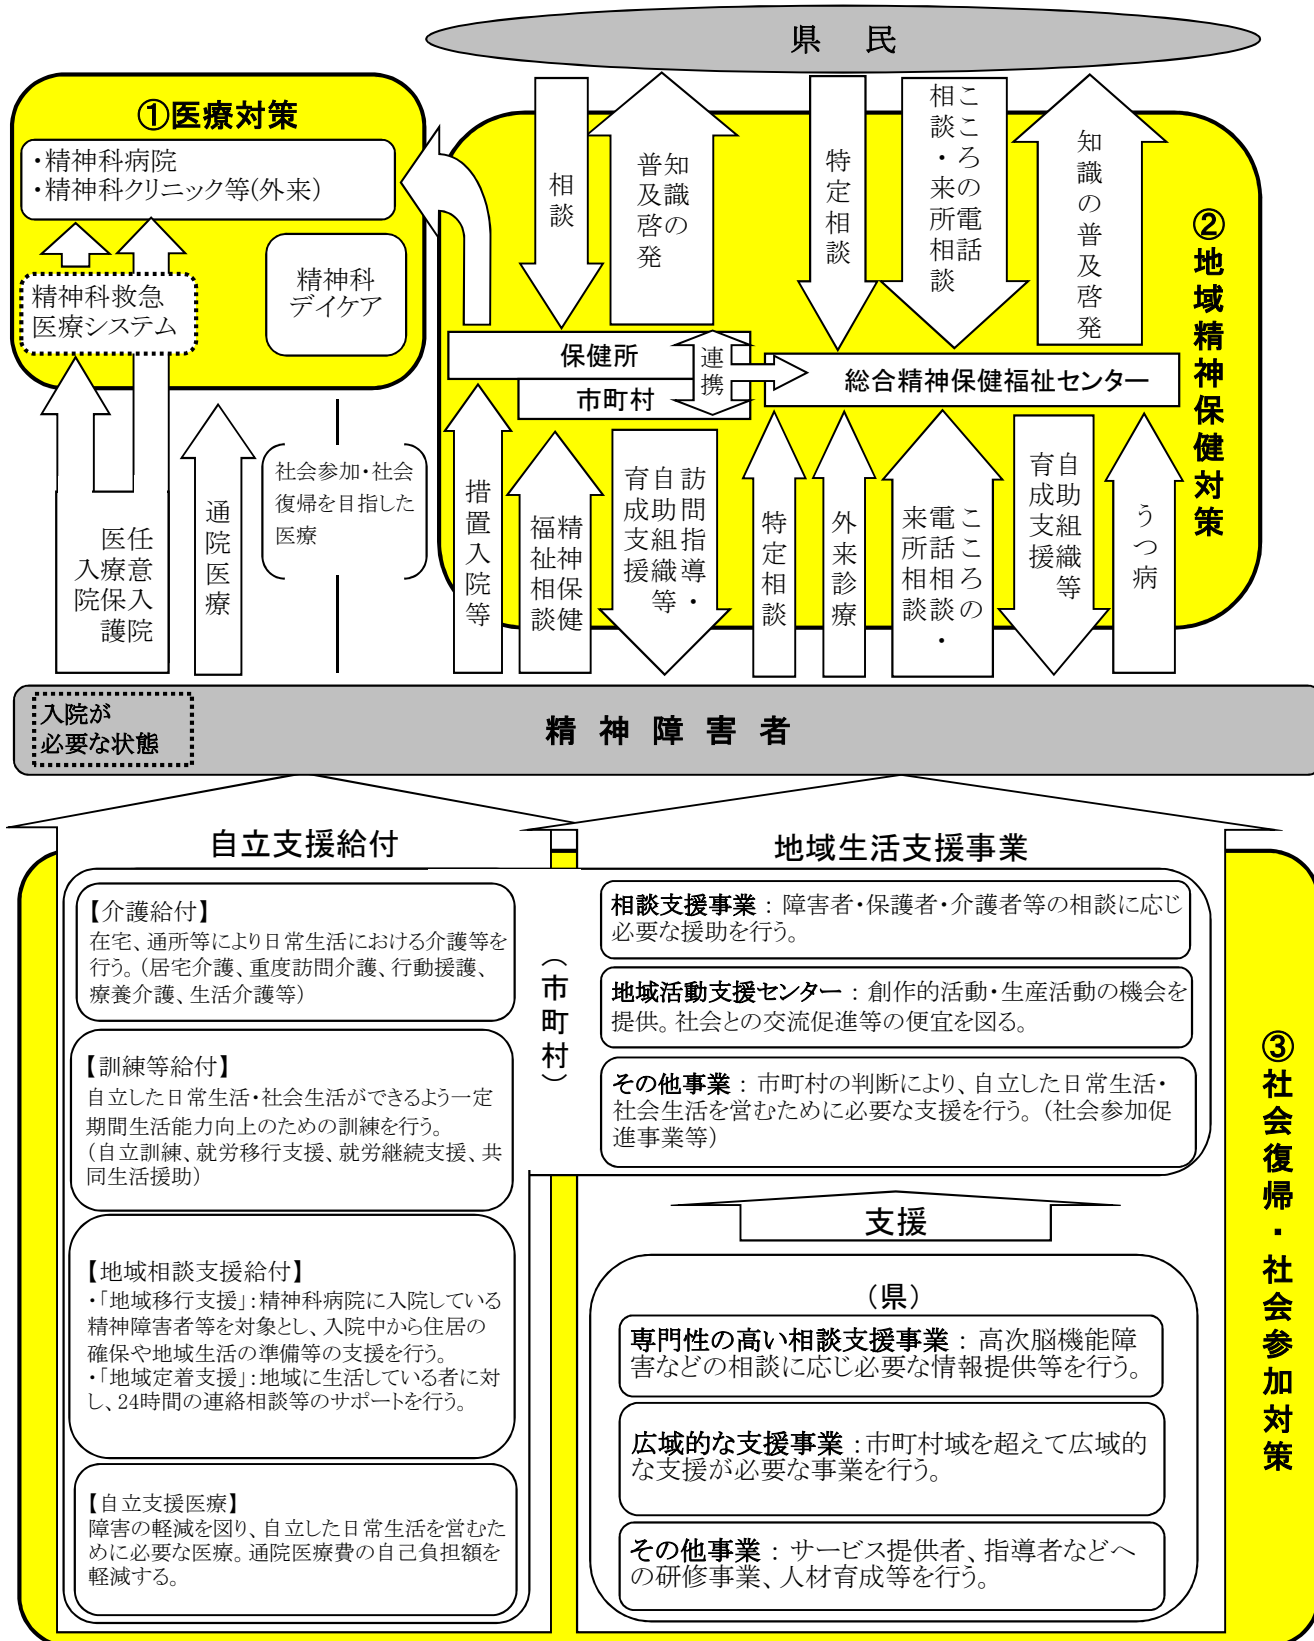 県　民
①医療対策
・精神科病院
・精神科クリニック等(外来)
精神科救急
医療システム
精神科
デイケア
相談
知識の
普及啓発
特定相談
こころの電話
相談・来所相談
知識の普及啓発
②地域精神保健対策
保健所
市町村
連携
総合精神保健福祉センター
任意入院
医療保護
入院
通院医療
社会参加・社会
復帰を目指した
医療
措置入院等
精神保健
福祉相談
訪問指導・
自助組織等
育成支援
特定相談
外来診療
こころの
電話相談・
来所相談
自助組織等
育成支援
うつ病
入院が
必要な状態
精 神 障 害 者
自立支援給付
【介護給付】
在宅、通所等により日常生活における介護等を
行う。（居宅介護、重度訪問介護、行動援護、
療養介護、生活介護等）
【訓練等給付】
自立した日常生活・社会生活ができるよう一定
期間生活能力向上のための訓練を行う。
（自立訓練、就労移行支援、就労継続支援、共
同生活援助）
【地域相談支援給付】
・「地域移行支援」：精神科病院に入院している
精神障害者等を対象とし、入院中から住居の
確保や地域生活の準備等の支援を行う。
・「地域定着支援」：地域に生活している者に対
し、24時間の連絡相談等のサポートを行う。
【自立支援医療】
障害の軽減を図り、自立した日常生活を営むた
めに必要な医療。通院医療費の自己負担額を
軽減する。
（市町村）
地域生活支援事業
相談支援事業：障害者・保護者・介護者等の相談に応じ
必要な援助を行う。
地域活動支援センター：創作的活動・生産活動の機会を
提供。社会との交流促進等の便宜を図る。
その他事業：市町村の判断により、自立した日常生活・
社会生活を営むために必要な支援を行う。（社会参加促
進事業等）
支援
（県）
専門性の高い相談支援事業：高次脳機能障
害などの相談に応じ必要な情報提供等を行う。
広域的な支援事業：市町村域を超えて広域的
な支援が必要な事業を行う。
その他事業：サービス提供者、指導者などへ
の研修事業、人材育成等を行う。
③社会復帰・社会参加対策